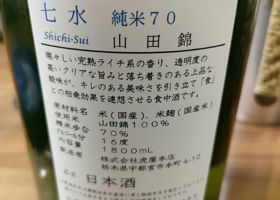 七水 純米70
Shichi-Sui 山田錦
瑞々しい完熟ライチ系の香り、透明度の
高いクリアな旨みと落ち着きのある上品な
酸味が、キレのある美味さを引き立て「食」
との相乗効果を連想させる食中酒です。
原材料名 米(国産)、米麹(国産米)
使用米 山田錦100%
精米歩合 70%
アルコール分 16度
内容量 1800mL
製造者 株式会社虎屋本店
栃木県宇都宮市本町4-12
品目 日本酒